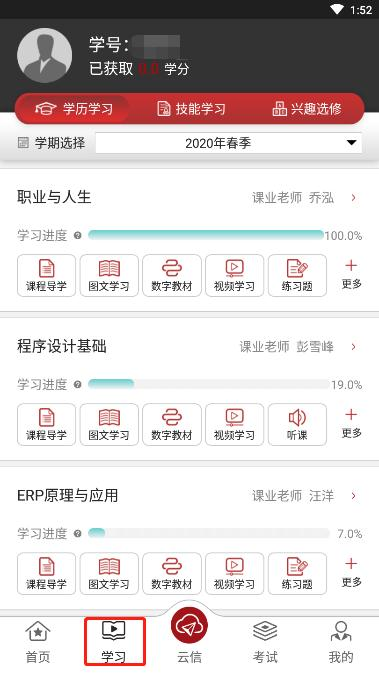 1:52
学号:
已获取 0.0 学分
学历学习 技能学习 兴趣选修
学期选择 2020年春季
职业与人生 课业老师 乔泓
学习进度 ? 100.0%
课程导学 图文学习 数字教材 视频学习 练习题 更多
程序设计基础 课业老师 彭雪峰
学习进度 ? 19.0%
课程导学 图文学习 数字教材 视频学习 听课 更多
ERP原理与应用 课业老师 汪洋
学习进度 ? 7.0%
课程导学 图文学习 数字教材 视频学习 练习题 更多
首页 学习 云信 考试 我的